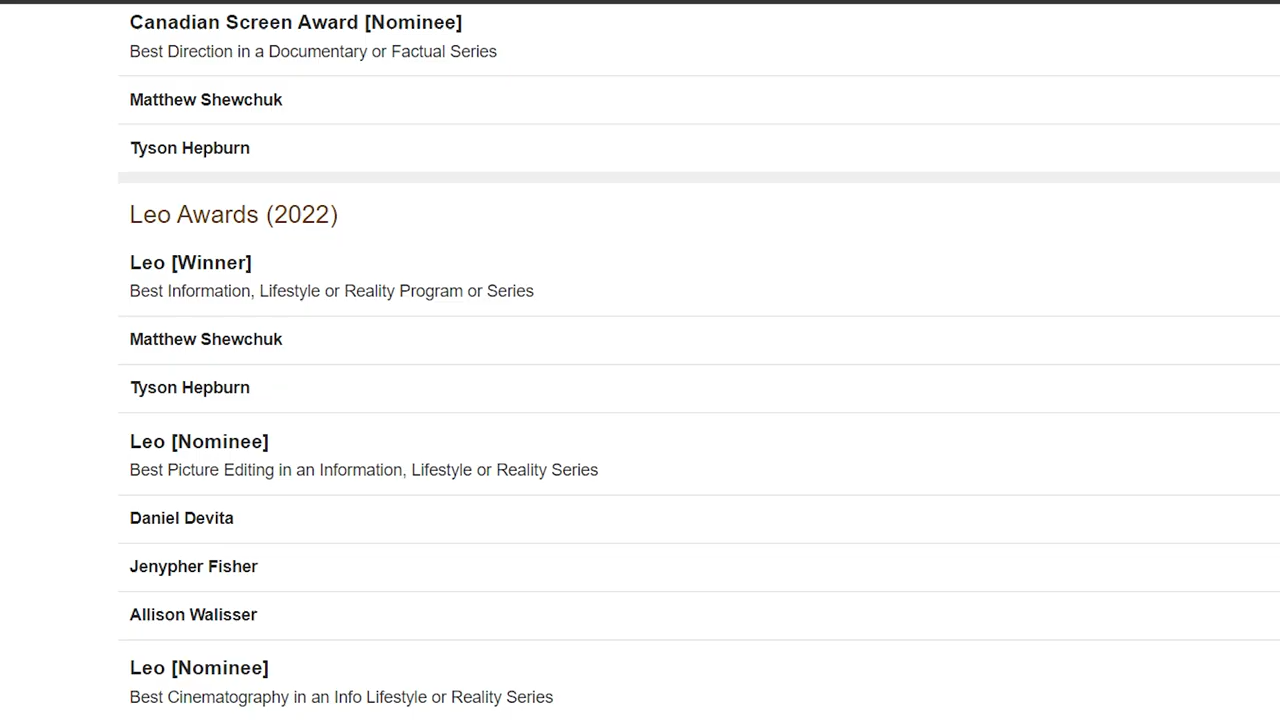 Canadian Screen Award [Nominee]
Best Direction in a Documentary or Factual Series
Matthew Shewchuk
Tyson Hepburn
Leo Awards (2022)
Leo [Winner]
Best Information, Lifestyle or Reality Program or Series
Matthew Shewchuk
Tyson Hepburn
Leo [Nominee]
Best Picture Editing in an Information, Lifestyle or Reality Series
Daniel Devita
Jenypher Fisher
Allison Walisser
Leo [Nominee]
Best Cinematography in an Info Lifestyle or Reality Series